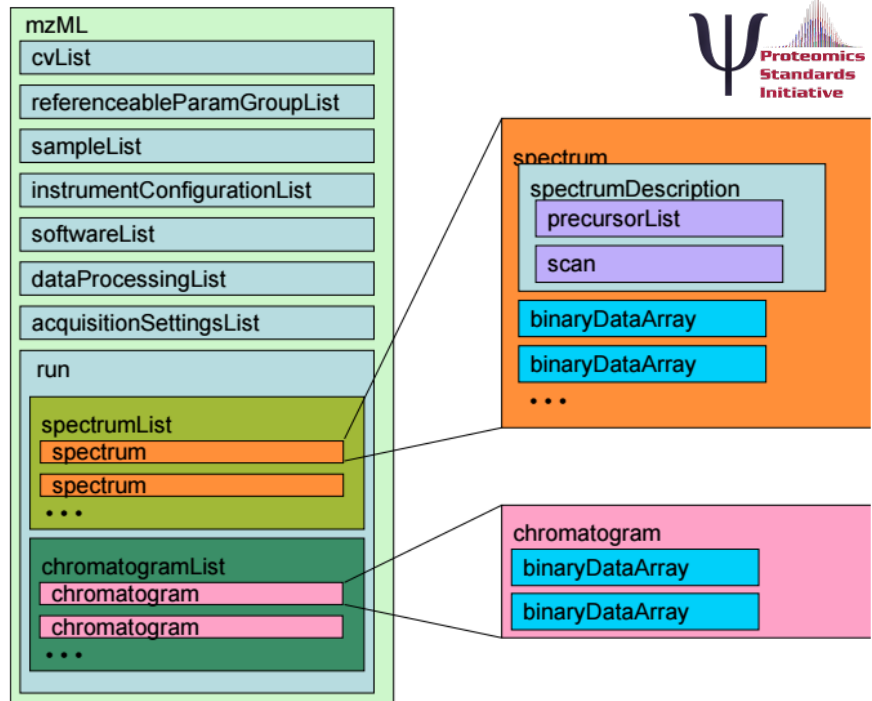 mzML
cvList
referenceableParamGroupList
sampleList
instrumentConfigurationList
softwareList
dataProcessingList
acquisitionSettingsList
run
spectrumList
spectrum
spectrum
• • •
chromatogramList
chromatogram
chromatogram
• • •
Ψ
Proteomics
Standards
Initiative
spectrum
spectrumDescription
precursorList
scan
binaryDataArray
binaryDataArray
• • •
chromatogram
binaryDataArray
binaryDataArray